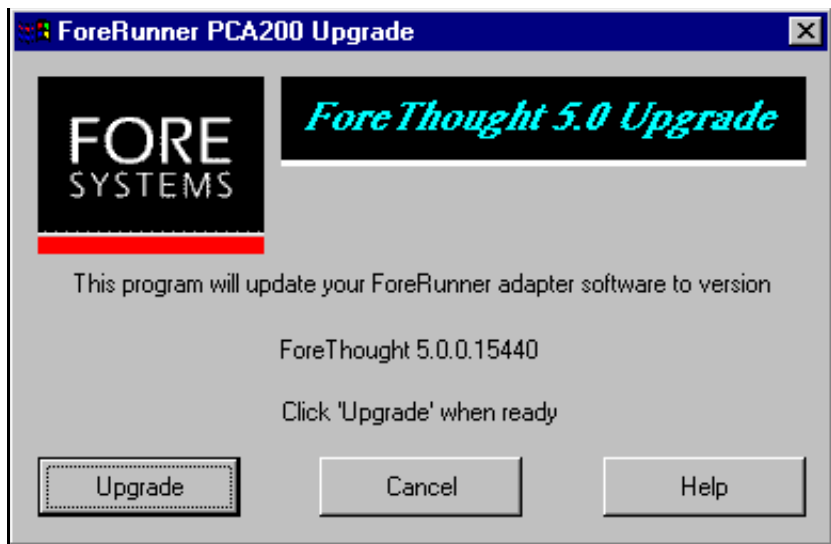 ForeRunner PCA200 Upgrade
FORE
SYSTEMS
ForeThought 5.0 Upgrade
This program will update your ForeRunner adapter software to version
ForeThought 5.0.0.15440
Click 'Upgrade' when ready
Upgrade
Cancel
Help